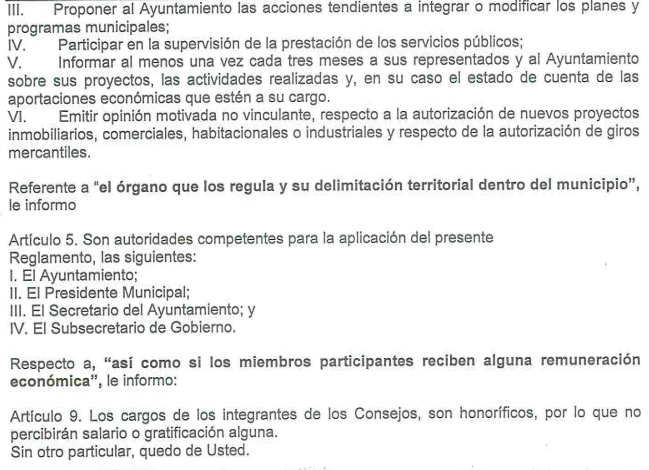 III. Proponer al Ayuntamiento las acciones tendientes a integrar o modificar los planes y
programas municipales;
IV. Participar en la supervisión de la prestación de los servicios públicos;
V. Informar al menos una vez cada tres meses a sus representados y al Ayuntamiento
sobre sus proyectos, las actividades realizadas y, en su caso el estado de cuenta de las
aportaciones económicas que estén a su cargo.
VI. Emitir opinión motivada no vinculante, respecto a la autorización de nuevos proyectos
inmobiliarios, comerciales, habitacionales o industriales y respecto de la autorización de giros
mercantiles.
Referente a "el órgano que los regula y su delimitación territorial dentro del municipio",
le informo
Artículo 5. Son autoridades competentes para la aplicación del presente
Reglamento, las siguientes:
I. El Ayuntamiento;
II. El Presidente Municipal;
III. El Secretario del Ayuntamiento; y
IV. El Subsecretario de Gobierno.
Respecto a, "así como si los miembros participantes reciben alguna remuneración
económica", le informo:
Artículo 9. Los cargos de los integrantes de los Consejos, son honoríficos, por lo que no
percibirán salario o gratificación alguna.
Sin otro particular, quedo de Usted.